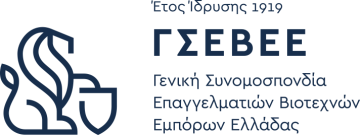 Έτος Ίδρυσης 1919
ΓΣΕΒΕΕ
Γενική Συνομοσπονδία
Επαγγελματιών Βιοτεχνών
Εμπόρων Ελλάδας